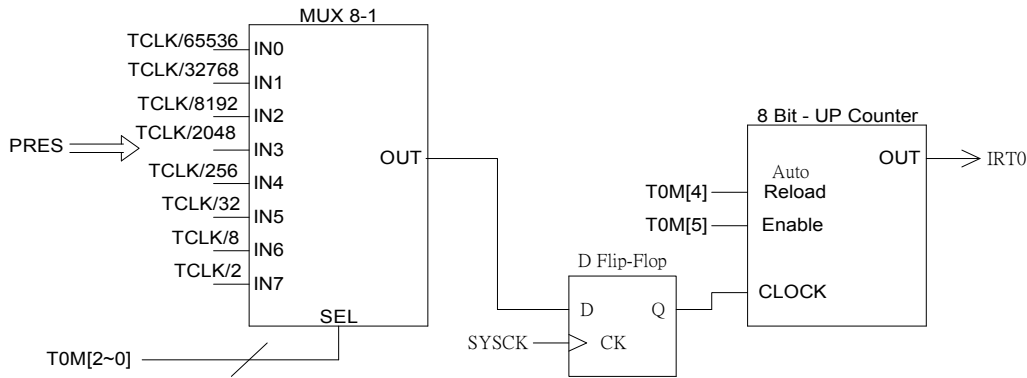 MUX 8-1
TCLK/65536
IN0
TCLK/32768
IN1
TCLK/8192
IN2
PRES
TCLK/2048
IN3
TCLK/256
IN4
TCLK/32
IN5
TCLK/8
IN6
TCLK/2
IN7
OUT
SEL
T0M[2~0]
D Flip-Flop
D
Q
SYSCK
CK
8 Bit - UP Counter
OUT
IRT0
T0M[4]
Auto
Reload
T0M[5]
Enable
CLOCK